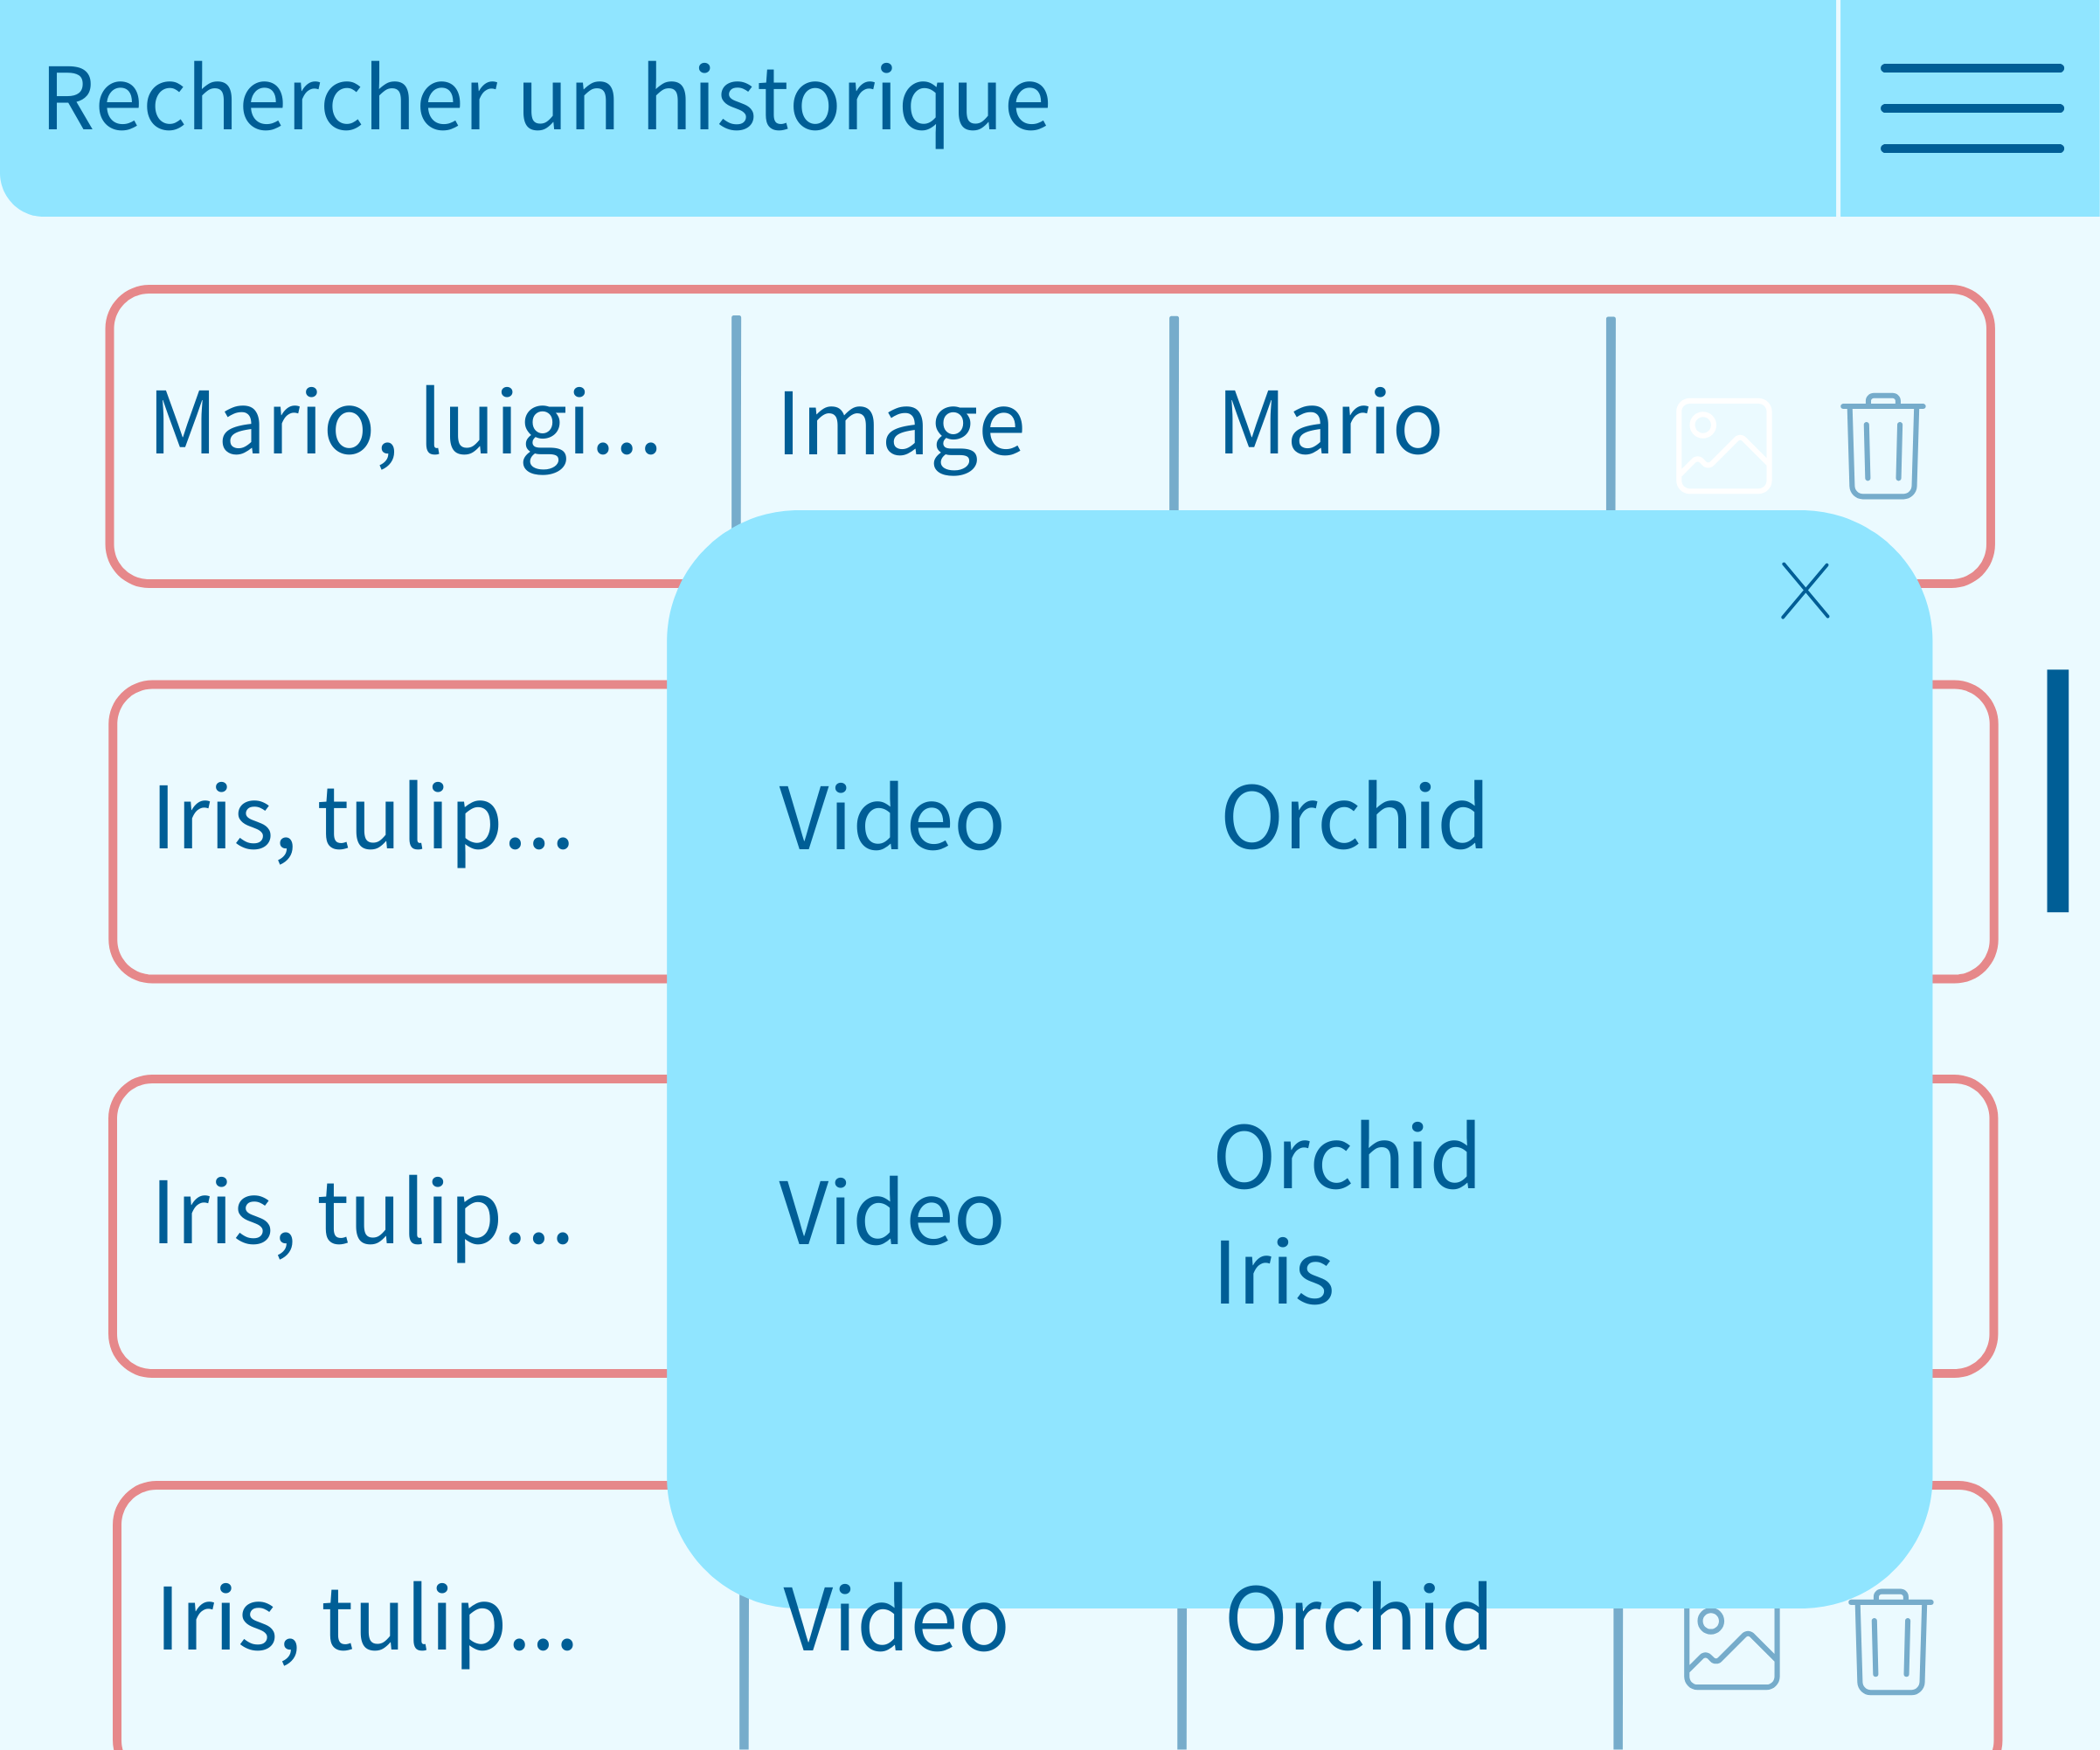 Rechercherchercher un historique
Mario, luigi... Image Mario
Iris, tulip... Video Orchid
Iris, tulip... Video Orchid
Iris
Iris, tulip... Video Orchid